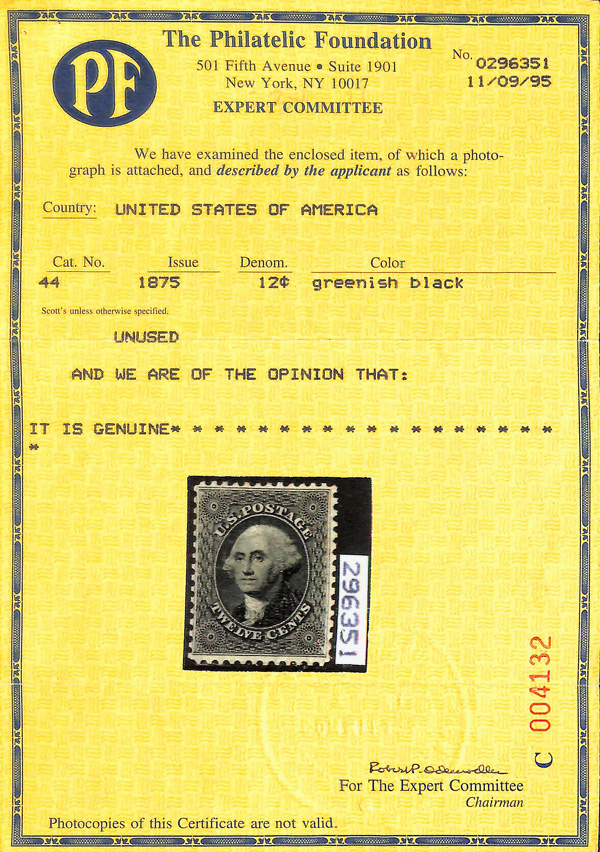 PF
The Philatelic Foundation
501 Fifth Avenue • Suite 1901
New York, NY 10017
EXPERT COMMITTEE
No. 0296351
11/09/95
We have examined the enclosed item, of which a photo-
graph is attached, and described by the applicant as follows:
Country: UNITED STATES OF AMERICA
Cat. No. Issue Denom. Color
44 1875 12¢ greenish black
Scott's unless otherwise specified.
UNUSED
AND WE ARE OF THE OPINION THAT:
IT IS GENUINE* * * * * * * * * * * * * * * * * * *
*
U.S. POSTAGE
TWELVE CENTS
296351
C 004132
For The Expert Committee
Chairman
Photocopies of this Certificate are not valid.